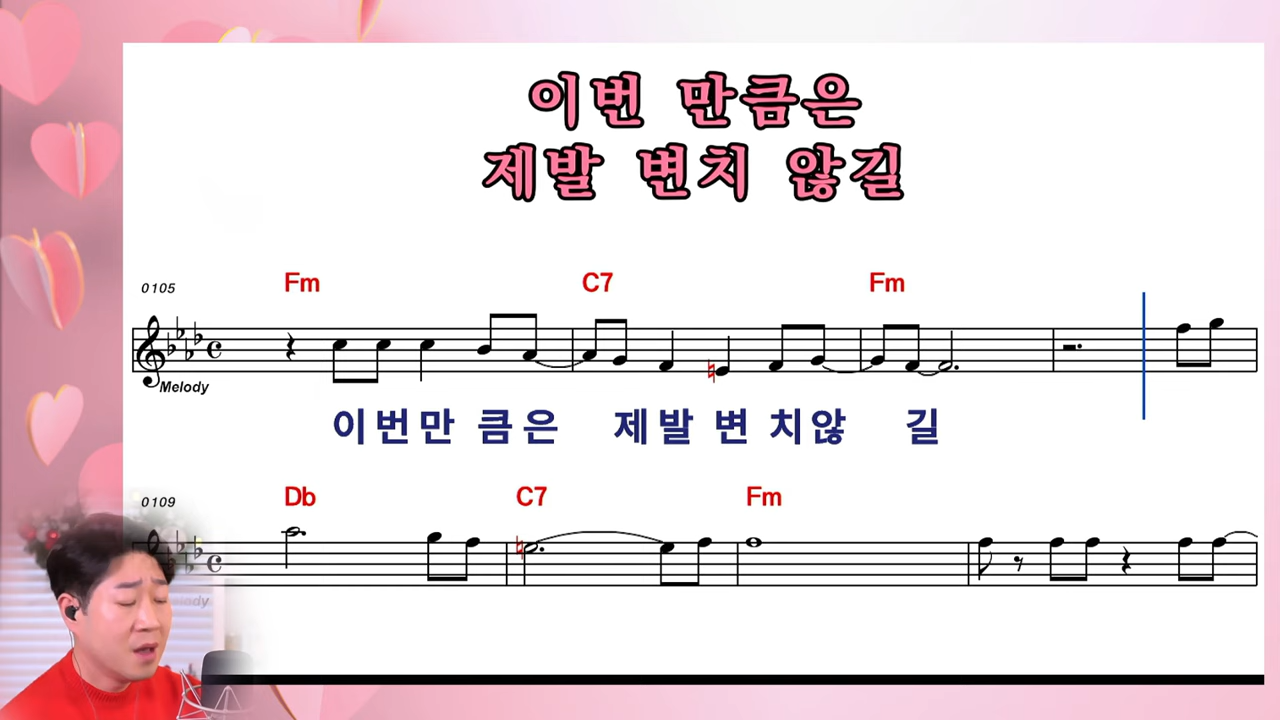 이번 만큼은
제발 변치 않길
0105 Fm C7 Fm
Melody
이번만 큼은 제발 변 치않 길
0109 Db C7 Fm
Melody